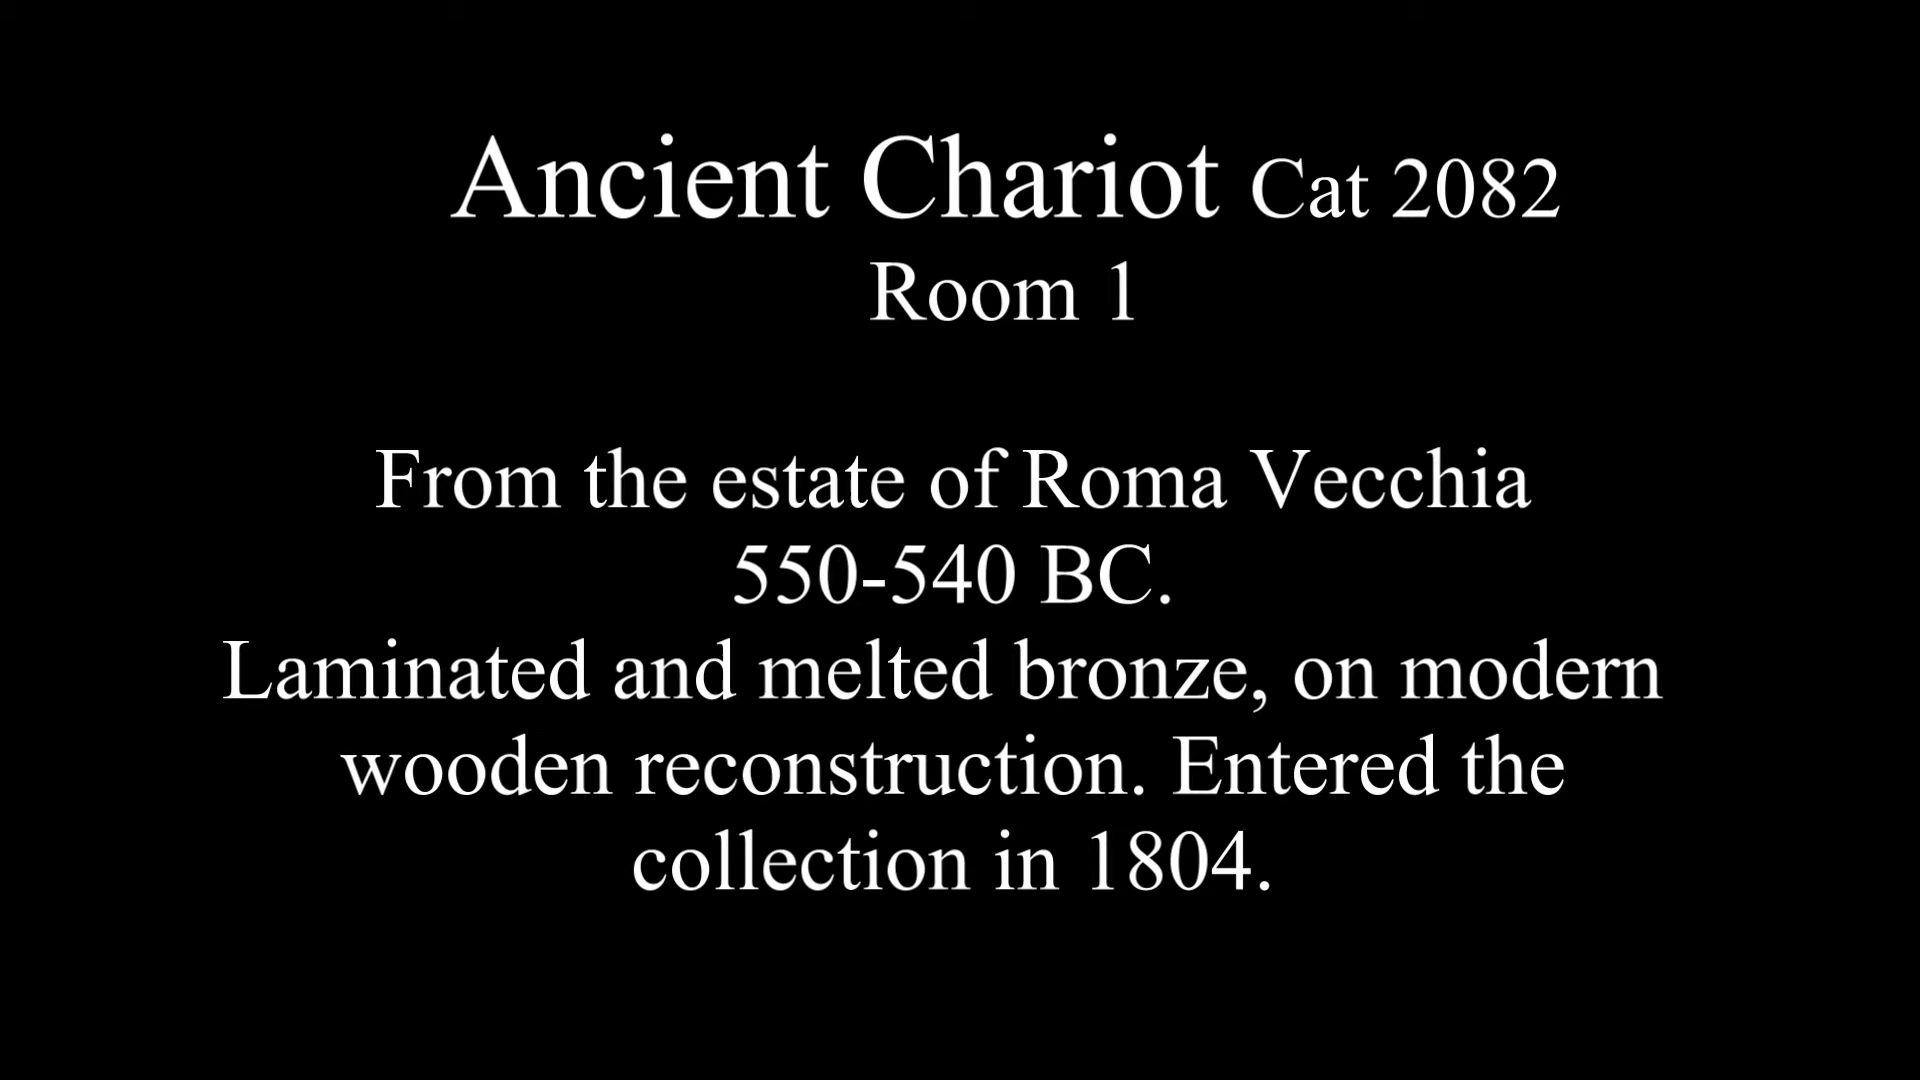 Ancient Chariot Cat 2082
Room 1
From the estate of Roma Vecchia
550-540 BC.
Laminated and melted bronze, on modern
wooden reconstruction. Entered the
collection in 1804.